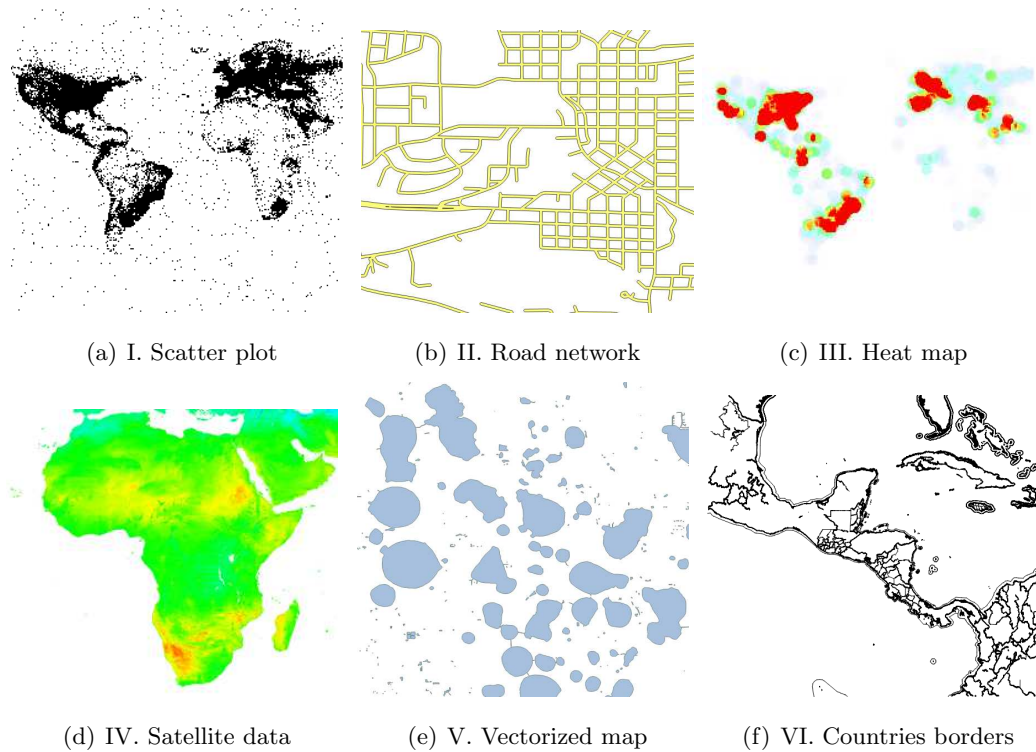 (a) I. Scatter plot
(b) II. Road network
(c) III. Heat map
(d) IV. Satellite data
(e) V. Vectorized map
(f) VI. Countries borders